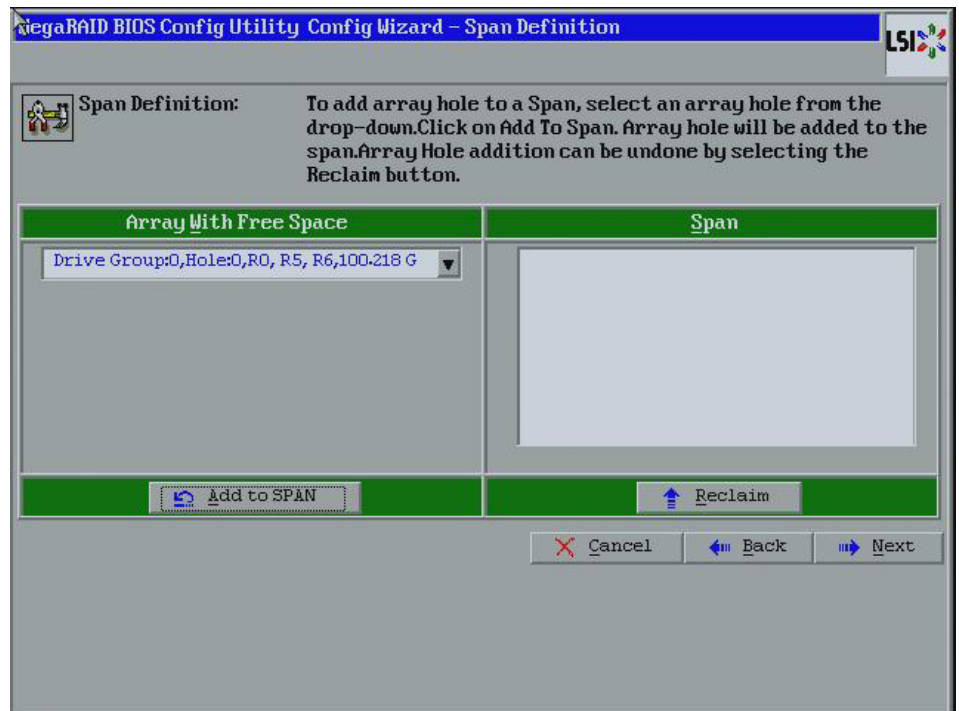 egaRAID BIOS Config Utility Config Wizard – Span Definition
LSI
Span Definition:
To add array hole to a Span, select an array hole from the
drop-down.Click on Add To Span. Array hole will be added to the
span.Array Hole addition can be undone by selecting the
Reclaim button.
Array With Free Space
Span
Drive Group:0,Hole:0,R0, R5, R6,100.218 G
Add to SPAN
Reclaim
Cancel
Back
Next